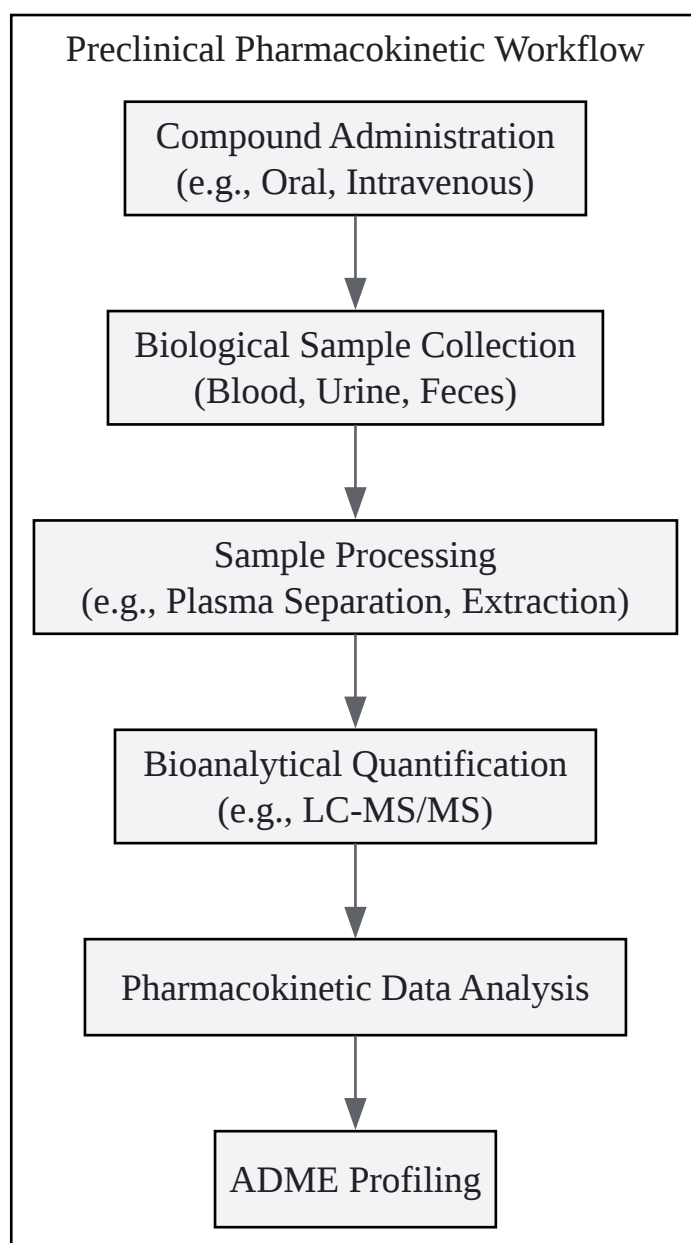 Preclinical Pharmacokinetic Workflow
Compound Administration
(e.g., Oral, Intravenous)
Biological Sample Collection
(Blood, Urine, Feces)
Sample Processing
(e.g., Plasma Separation, Extraction)
Bioanalytical Quantification
(e.g., LC-MS/MS)
Pharmacokinetic Data Analysis
ADME Profiling